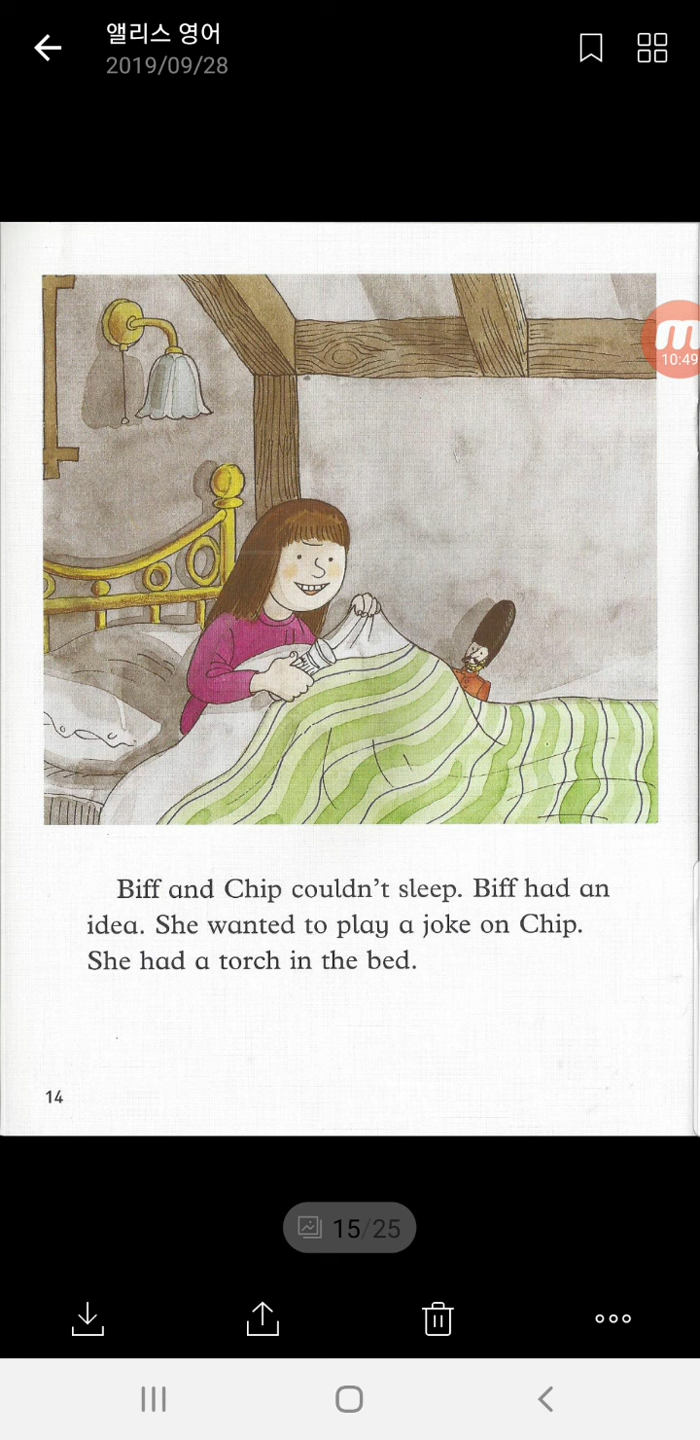 앨리스 영어
2019/09/28
m
10:49
Biff and Chip couldn't sleep. Biff had an
idea. She wanted to play a joke on Chip.
She had a torch in the bed.
14
15/25